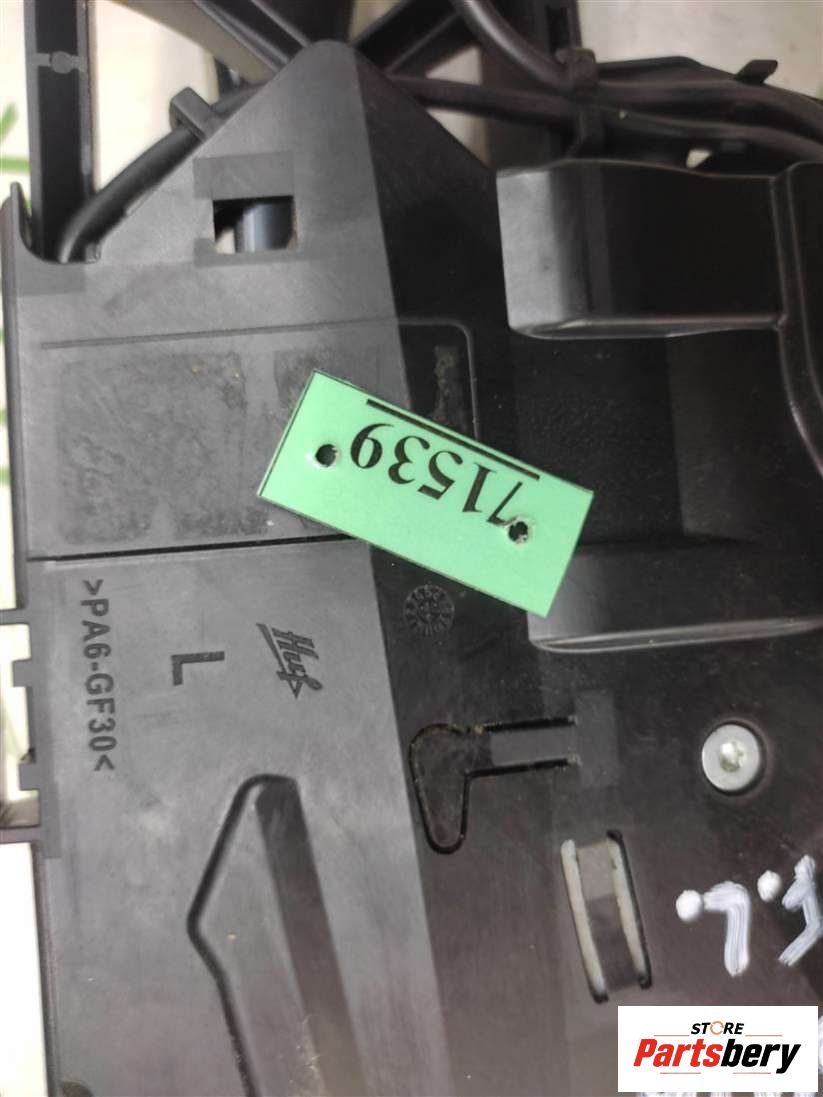 71539
>PA6-GF30<
L
Huf
STORE
Partsbery